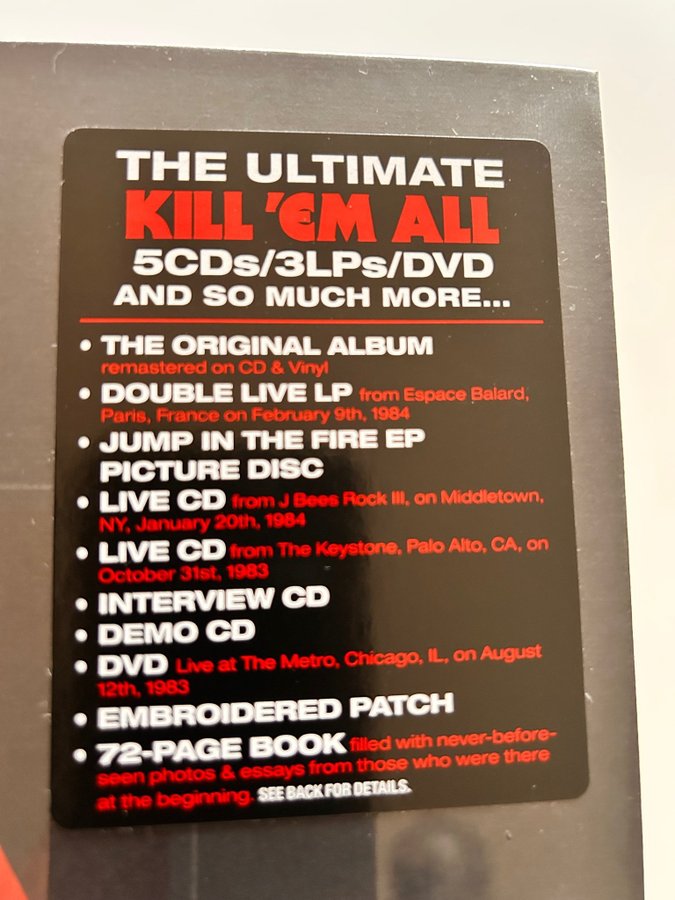 THE ULTIMATE
KILL 'EM ALL
5CDs/3LPs/DVD
AND SO MUCH MORE...
• THE ORIGINAL ALBUM
remastered on CD & Vinyl
• DOUBLE LIVE LP from Espace Balard,
Paris, France on February 9th, 1984
• JUMP IN THE FIRE EP
PICTURE DISC
• LIVE CD from J Bees Rock III, on Middletown,
NY, January 20th, 1984
• LIVE CD from The Keystone, Palo Alto, CA, on
October 31st, 1983
• INTERVIEW CD
• DEMO CD
• DVD Live at The Metro, Chicago, IL, on August
12th, 1983
• EMBROIDERED PATCH
• 72-PAGE BOOK filled with never-before-
seen photos & essays from those who were there
at the beginning. SEE BACK FOR DETAILS.